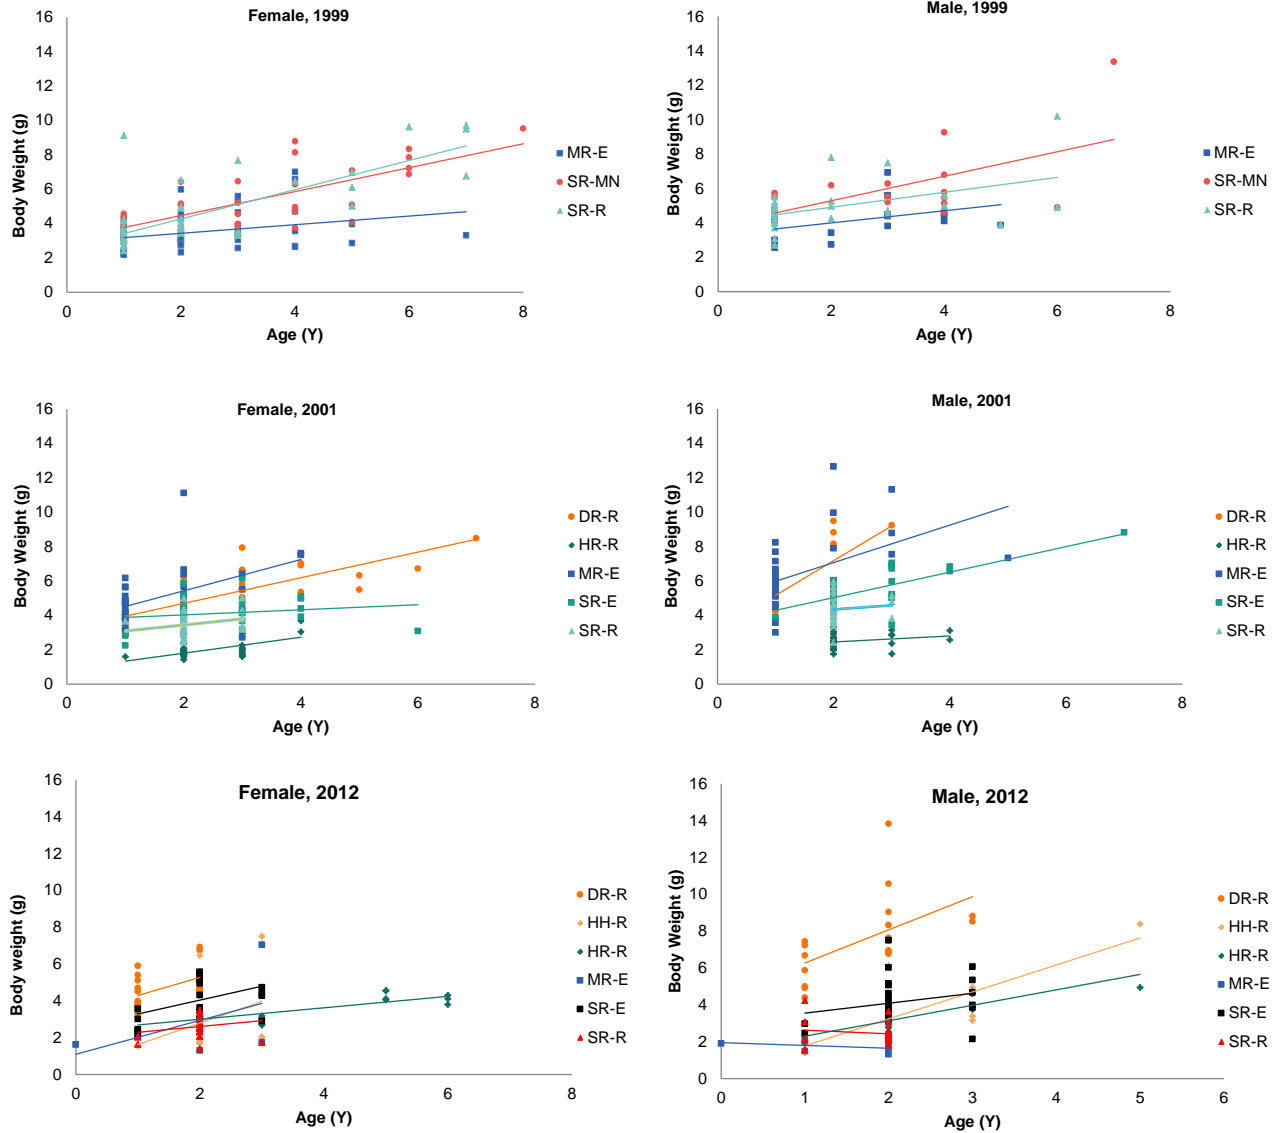 Female, 1999
16
14
12
10
8
6
4
2
0
0 2 4 6 8
Body Weight (g)
Age (Y)
MR-E
SR-MN
SR-R
Male, 1999
16
14
12
10
8
6
4
2
0
0 2 4 6 8
Body Weight (g)
Age (Y)
MR-E
SR-MN
SR-R
Female, 2001
16
14
12
10
8
6
4
2
0
0 2 4 6 8
Body Weight (g)
Age (Y)
DR-R
HR-R
MR-E
SR-E
SR-R
Male, 2001
16
14
12
10
8
6
4
2
0
0 2 4 6 8
Body Weight (g)
Age (Y)
DR-R
HR-R
MR-E
SR-E
SR-R
Female, 2012
16
14
12
10
8
6
4
2
0
0 2 4 6 8
Body weight (g)
Age (Y)
DR-R
HH-R
HR-R
MR-E
SR-E
SR-R
Male, 2012
16
14
12
10
8
6
4
2
0
0 1 2 3 4 5 6
Body Weight (g)
Age (Y)
DR-R
HH-R
HR-R
MR-E
SR-E
SR-R